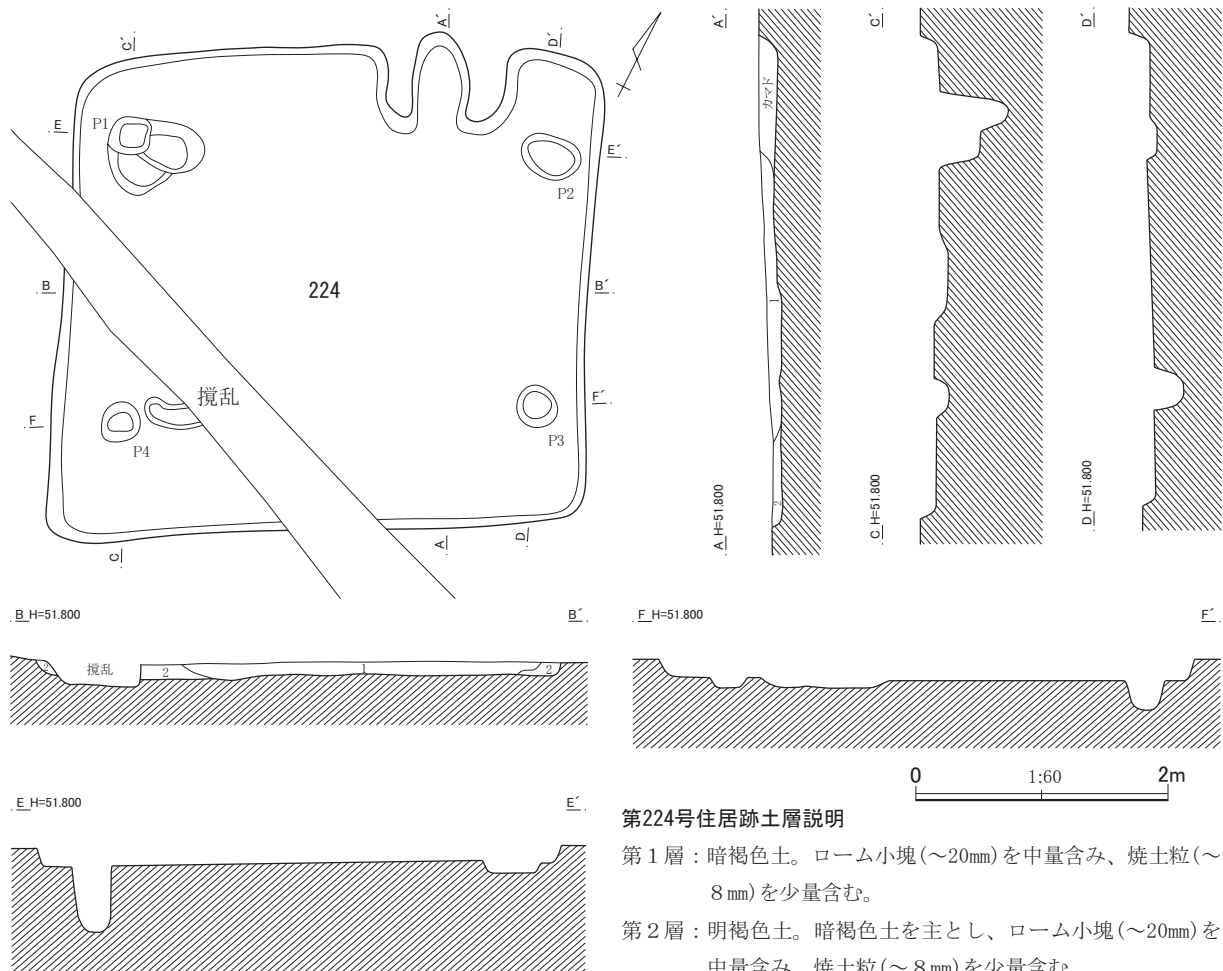 A´
C´
D´
E
P1
E´
P2
カマド
B
224
B´
1
撹乱
F
F´
P4
P3
2
C
A
D
A H=51.800
C H=51.800
D H=51.800
B H=51.800
B´
2
撹乱
2
1
2
F H=51.800
F´
0
1:60
2m
E H=51.800
E´
第224号住居跡土層説明
第１層：暗褐色土。ローム小塊(～20㎜)を中量含み、焼土粒(～
８㎜)を少量含む。
第２層：明褐色土。暗褐色土を主とし、ローム小塊(～20㎜)を
中量含み、焼土粒(～８㎜)を少量含む。